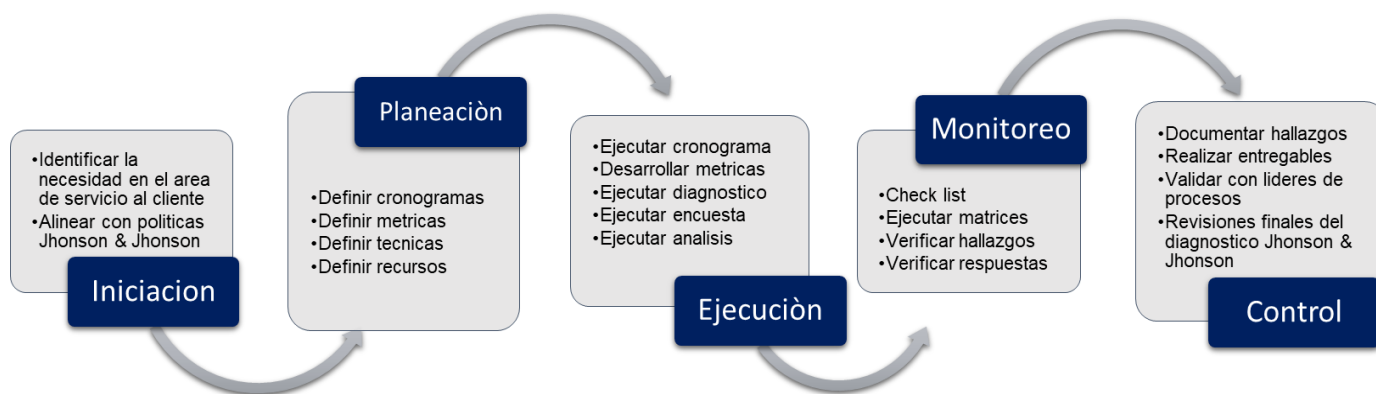 •Identificar la
necesidad en el area
de servicio al cliente
•Alinear con politicas
Jhonson & Jhonson
Iniciacion
Planeaciòn
•Definir cronogramas
•Definir metricas
•Definir tecnicas
•Definir recursos
•Ejecutar cronograma
•Desarrollar metricas
•Ejecutar diagnostico
•Ejecutar encuesta
•Ejecutar analisis
Ejecuciòn
Monitoreo
•Check list
•Ejecutar matrices
•Verificar hallazgos
•Verificar respuestas
•Documentar hallazgos
•Realizar entregables
•Validar con lideres de
procesos
•Revisiones finales del
diagnostico Jhonson &
Jhonson
Control